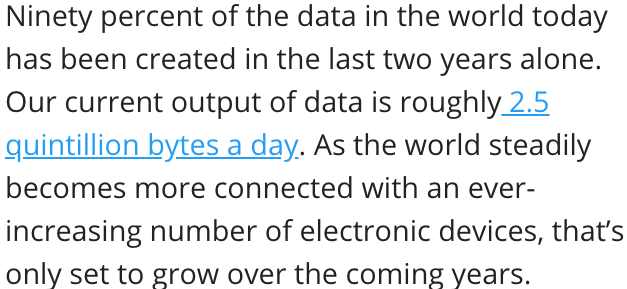 Ninety percent of the data in the world today
has been created in the last two years alone.
Our current output of data is roughly 2.5
quintillion bytes a day. As the world steadily
becomes more connected with an ever-
increasing number of electronic devices, that’s
only set to grow over the coming years.